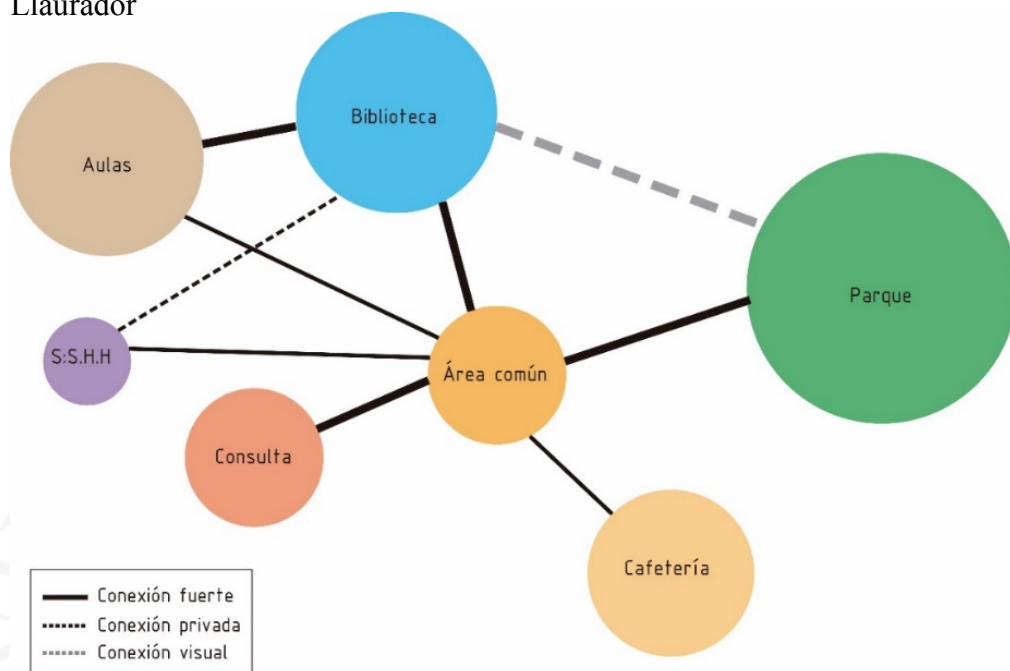 Llaurador
Biblioteca
Aulas
Parque
S:S.H.H
Área común
Consulta
Cafetería
Conexión fuerte
Conexión privada
Conexión visual